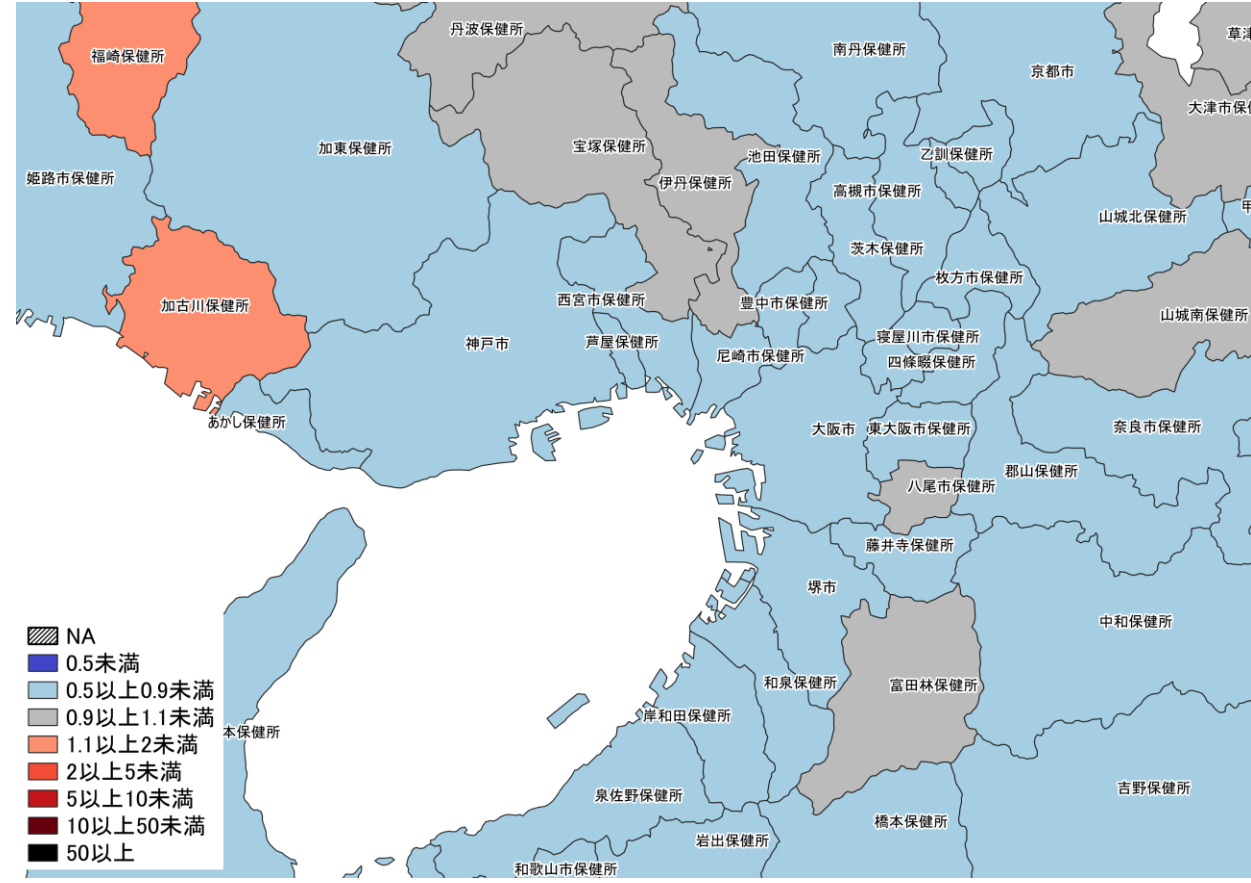 丹波保健所
南丹保健所
草津
福崎保健所
京都市
大津市保健
加東保健所
宝塚保健所
池田保健所
乙訓保健所
姫路市保健所
伊丹保健所
高槻市保健所
甲
山城北保健所
茨木保健所
枚方市保健所
加古川保健所
西宮市保健所
豊中市保健所
山城南保健所
神戸市
芦屋保健所
尼崎市保健所
寝屋川市保健所
四條畷保健所
あかし保健所
大阪市
東大阪市保健所
奈良市保健所
八尾市保健所
郡山保健所
藤井寺保健所
堺市
中和保健所
和泉保健所
富田林保健所
岸和田保健所
本保健所
泉佐野保健所
吉野保健所
橋本保健所
岩出保健所
和歌山市保健所
NA
0.5未満
0.5以上0.9未満
0.9以上1.1未満
1.1以上2未満
2以上5未満
5以上10未満
10以上50未満
50以上